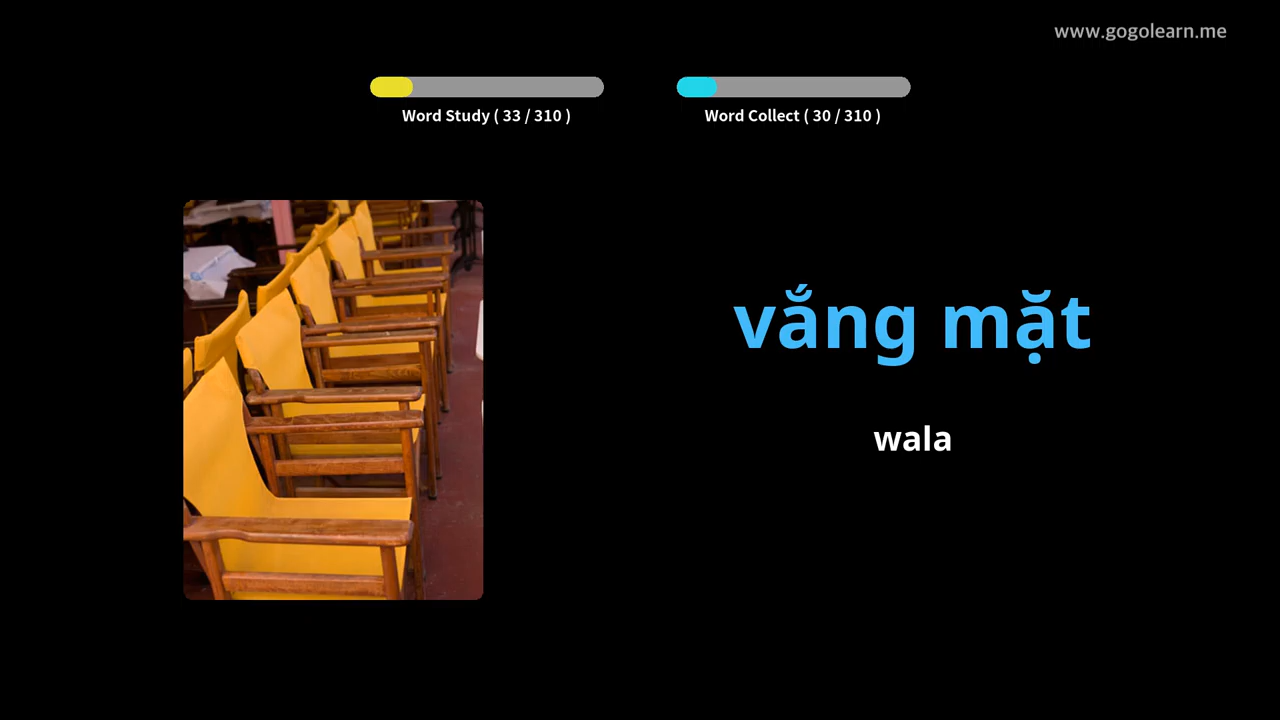 www.gogolearn.me
Word Study ( 33 / 310 )
Word Collect ( 30 / 310 )
vắng mặt
wala